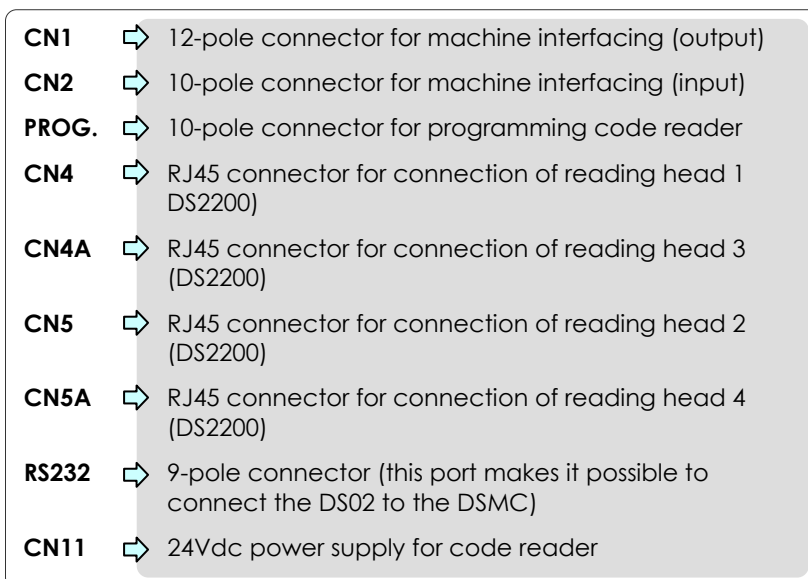 CN1 12-pole connector for machine interfacing (output)
CN2 10-pole connector for machine interfacing (input)
PROG. 10-pole connector for programming code reader
CN4 RJ45 connector for connection of reading head 1
DS2200)
CN4A RJ45 connector for connection of reading head 3
(DS2200)
CN5 RJ45 connector for connection of reading head 2
(DS2200)
CN5A RJ45 connector for connection of reading head 4
(DS2200)
RS232 9-pole connector (this port makes it possible to
connect the DS02 to the DSMC)
CN11 24Vdc power supply for code reader